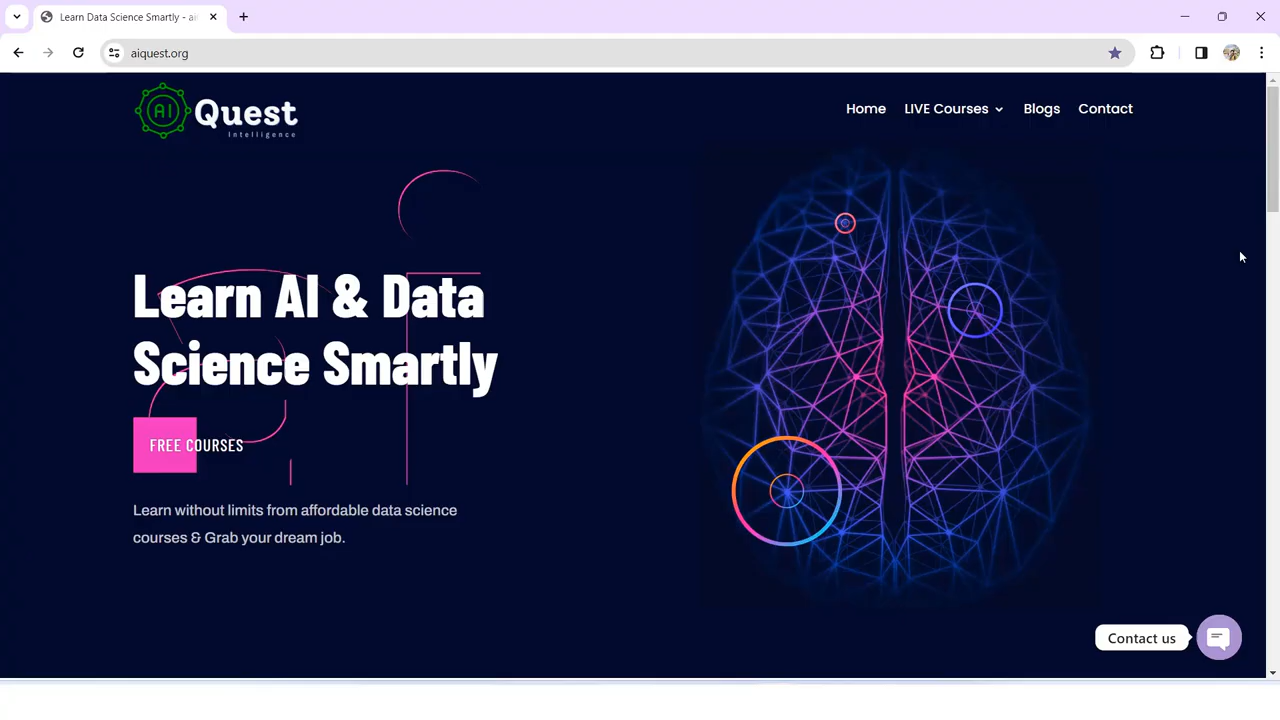 Learn Data Science Smartly - ai
aiquest.org
AI Quest
Intelligence
Home LIVE Courses Blogs Contact
Learn AI & Data
Science Smartly
FREE COURSES
Learn without limits from affordable data science
courses & Grab your dream job.
Contact us